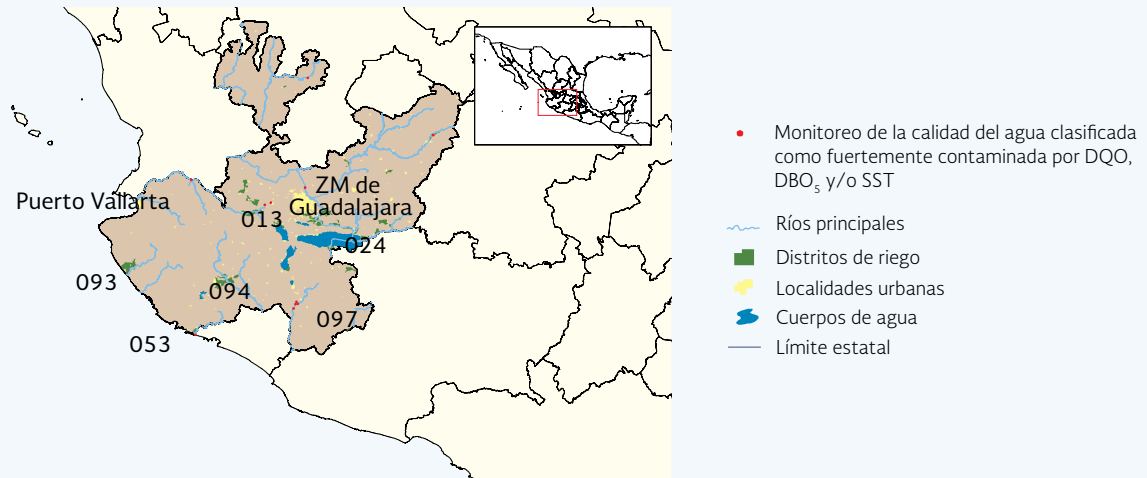 Puerto Vallarta
ZM de
Guadalajara
013
024
093
094
097
053
Monitoreo de la calidad del agua clasificada
como fuertemente contaminada por DQO,
DBO₅ y/o SST
Ríos principales
Distritos de riego
Localidades urbanas
Cuerpos de agua
Límite estatal